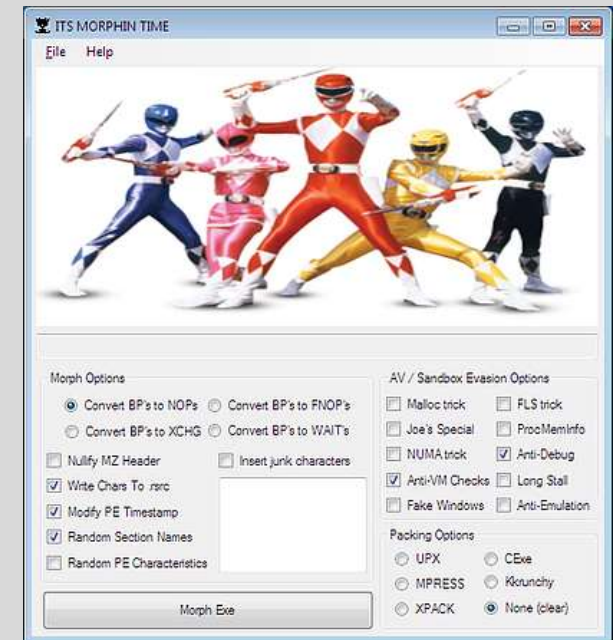 ITS MORPHIN TIME
File Help
Morph Options
Convert BP's to NOPs Convert BP's to FNOP's
Convert BP's to XCHG Convert BP's to WAIT's
Nullify MZ Header Insert junk characters
Write Chars To .rsrc
Modify PE Timestamp
Random Section Names
Random PE Characteristics
Morph Exe
AV / Sandbox Evasion Options
Malloc trick FLS trick
Joe's Special ProcMemInfo
NUMA trick Anti-Debug
Anti-VM Checks Long Stall
Fake Windows Anti-Emulation
Packing Options
UPX CExe
MPRESS Kkrunchy
XPACK None (clear)